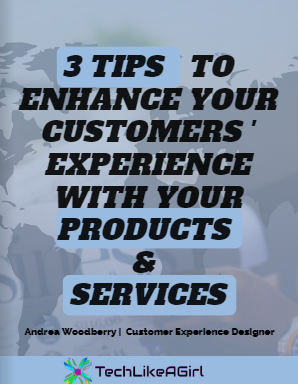 3 TIPS TO
ENHANCE YOUR
CUSTOMERS '
EXPERIENCE
WITH YOUR
PRODUCTS
&
SERVICES
Andrea Woodberry | Customer Experience Designer
TechLikeAGirl